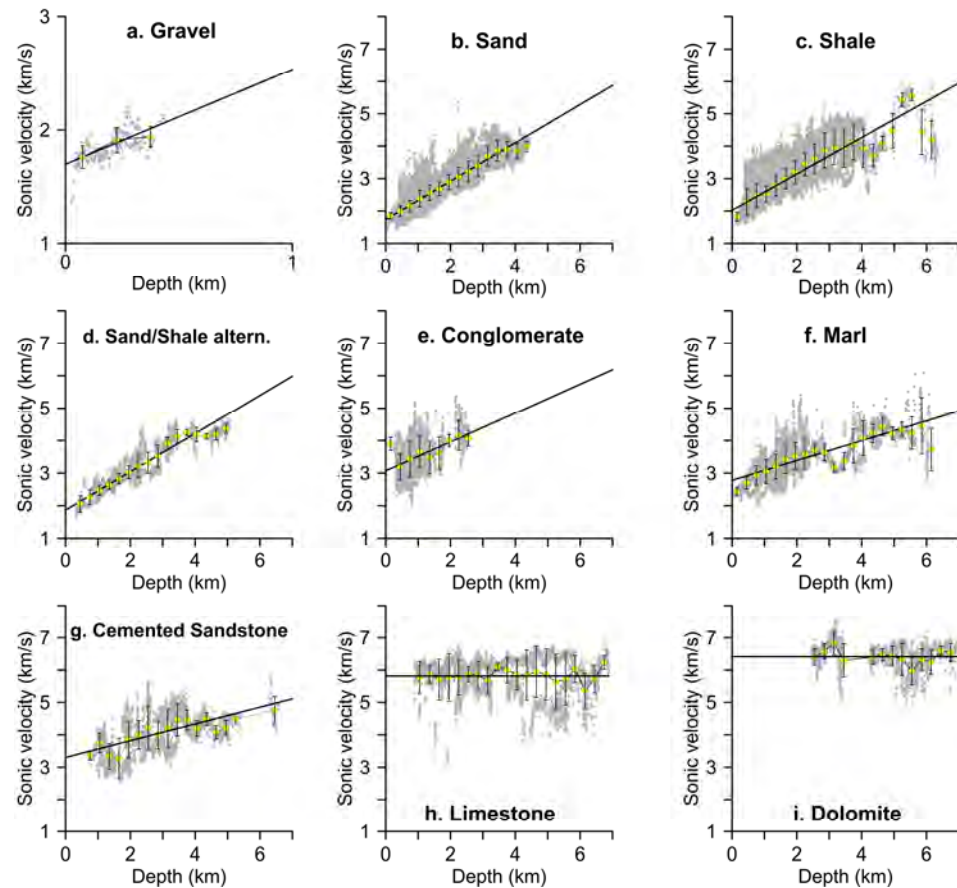 a. Gravel
Sonic velocity (km/s)
3
2
1
0
1
Depth (km)
b. Sand
Sonic velocity (km/s)
7
5
3
1
0 2 4 6
Depth (km)
c. Shale
Sonic velocity (km/s)
7
5
3
1
0 2 4 6
Depth (km)
d. Sand/Shale altern.
Sonic velocity (km/s)
7
5
3
1
0 2 4 6
Depth (km)
e. Conglomerate
Sonic velocity (km/s)
7
5
3
1
0 2 4 6
Depth (km)
f. Marl
Sonic velocity (km/s)
7
5
3
1
0 2 4 6
Depth (km)
g. Cemented Sandstone
Sonic velocity (km/s)
7
5
3
1
0 2 4 6
Depth (km)
h. Limestone
Sonic velocity (km/s)
7
5
3
1
0 2 4 6
Depth (km)
i. Dolomite
Sonic velocity (km/s)
7
5
3
1
0 2 4 6
Depth (km)